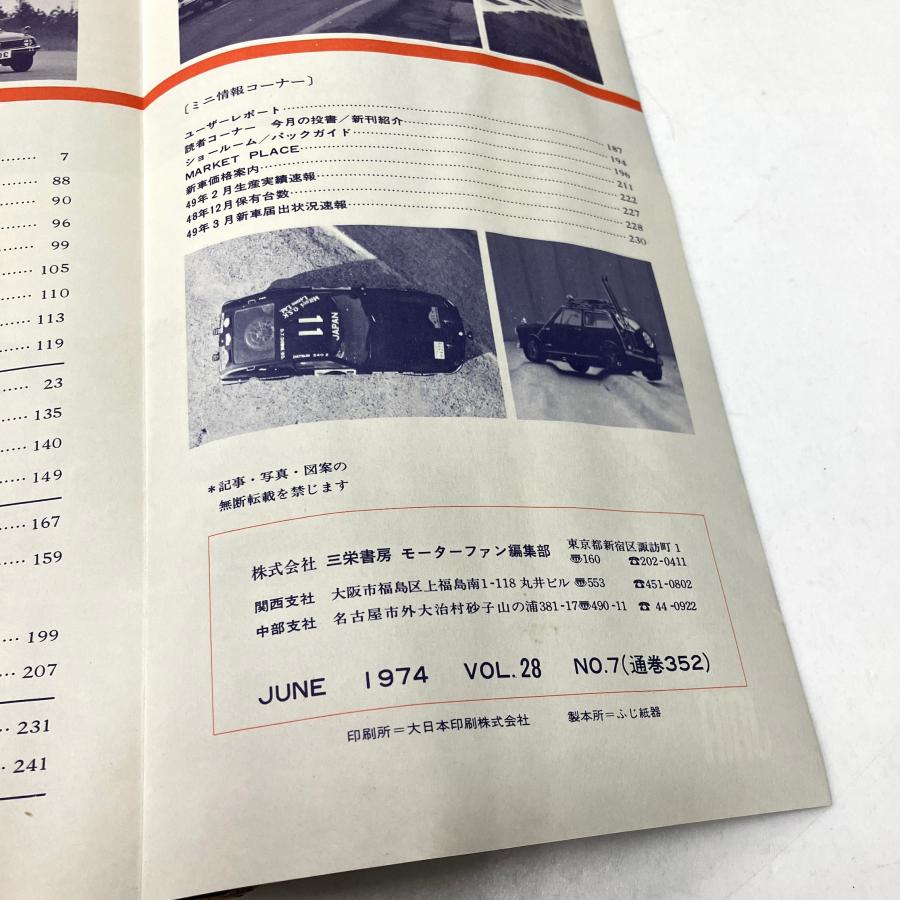 〔ミニ情報コーナー〕
ユーザーレポート 187
読者コーナー 今月の投書／新刊紹介 194
ショールーム／バックガイド 196
MARKET PLACE 211
新車価格案内 222
49年2月生産実績速報 227
48年12月保有台数 228
49年3月新車届出状況速報 230
7
88
90
96
99
105
110
113
119
23
135
140
149
167
159
199
207
231
241
11
JAPAN
DATSUN 240Z
＊記事・写真・図案の
無断転載を禁じます
株式会社 三栄書房 モーターファン編集部 東京都新宿区諏訪町1
〠160 ☎202-0411
関西支社 大阪市福島区上福島南1-118 丸井ビル 〠553 ☎451-0802
中部支社 名古屋市外大治村砂子山の浦381-17〠490-11 ☎ 44-0922
JUNE 1974 VOL.28 NO.7(通巻352)
印刷所＝大日本印刷株式会社 製本所＝ふじ紙器